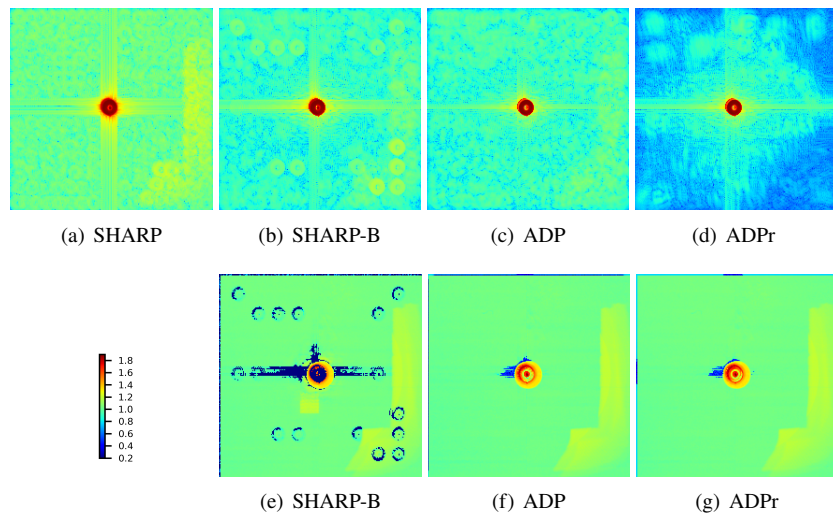 (a) SHARP
(b) SHARP-B
(c) ADP
(d) ADPr
1.8
1.6
1.4
1.2
1.0
0.8
0.6
0.4
0.2
(e) SHARP-B
(f) ADP
(g) ADPr